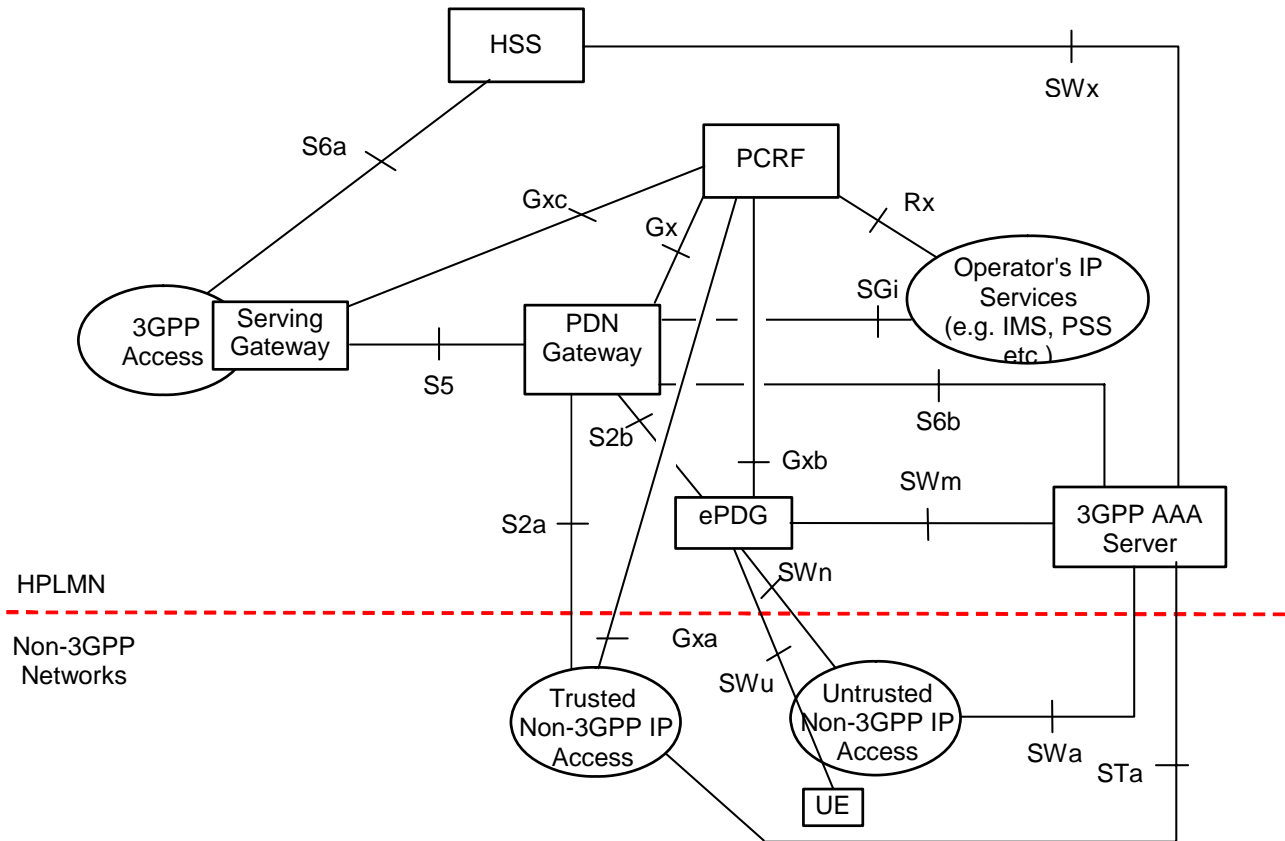 HSS
SWx
S6a
PCRF
Gxc
Gx
Rx
Operator's IP
Services
(e.g. IMS, PSS
etc.)
SGi
3GPP
Access
Serving
Gateway
PDN
Gateway
S5
S6b
S2b
Gxb
SWm
ePDG
3GPP AAA
Server
S2a
SWn
HPLMN
Non-3GPP
Networks
Gxa
SWu
Trusted
Non-3GPP IP
Access
Untrusted
Non-3GPP IP
Access
SWa
STa
UE